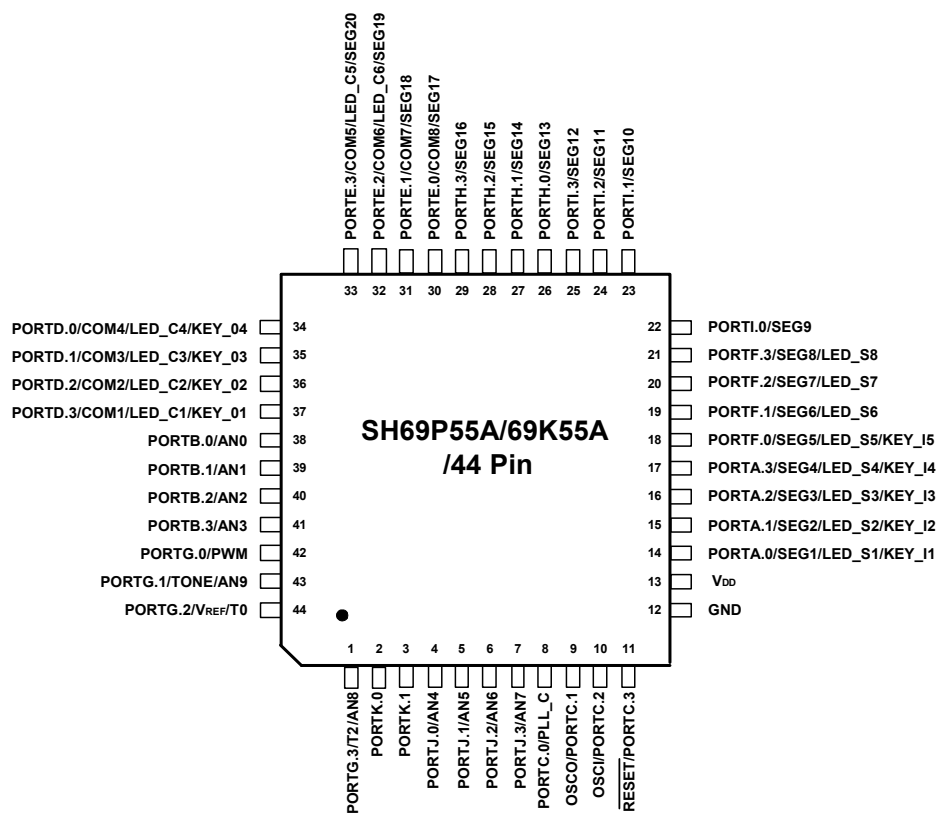 PORTE.3/COM5/LED_C5/SEG20
PORTE.2/COM6/LED_C6/SEG19
PORTE.1/COM7/SEG18
PORTE.0/COM8/SEG17
PORTH.3/SEG16
PORTH.2/SEG15
PORTH.1/SEG14
PORTH.0/SEG13
PORTI.3/SEG12
PORTI.2/SEG11
PORTI.1/SEG10
33 32 31 30 29 28 27 26 25 24 23
PORTD.0/COM4/LED_C4/KEY_04 34
PORTD.1/COM3/LED_C3/KEY_03 35
PORTD.2/COM2/LED_C2/KEY_02 36
PORTD.3/COM1/LED_C1/KEY_01 37
PORTB.0/AN0 38
PORTB.1/AN1 39
PORTB.2/AN2 40
PORTB.3/AN3 41
PORTG.0/PWM 42
PORTG.1/TONE/AN9 43
PORTG.2/VREF/T0 44
SH69P55A/69K55A
/44 Pin
22 PORTI.0/SEG9
21 PORTF.3/SEG8/LED_S8
20 PORTF.2/SEG7/LED_S7
19 PORTF.1/SEG6/LED_S6
18 PORTF.0/SEG5/LED_S5/KEY_I5
17 PORTA.3/SEG4/LED_S4/KEY_I4
16 PORTA.2/SEG3/LED_S3/KEY_I3
15 PORTA.1/SEG2/LED_S2/KEY_I2
14 PORTA.0/SEG1/LED_S1/KEY_I1
13 VDD
12 GND
1 2 3 4 5 6 7 8 9 10 11
PORTG.3/T2/AN8
PORTK.0
PORTK.1
PORTJ.0/AN4
PORTJ.1/AN5
PORTJ.2/AN6
PORTJ.3/AN7
PORTC.0/PLL_C
OSCO/PORTC.1
OSCI/PORTC.2
RESET/PORTC.3